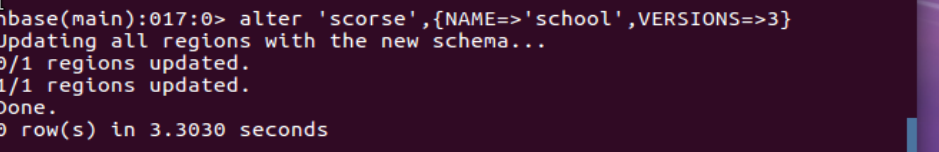 hbase(main):017:0> alter 'scorse',{NAME=>'school',VERSIONS=>3}
Updating all regions with the new schema...
0/1 regions updated.
1/1 regions updated.
Done.
0 row(s) in 3.3030 seconds